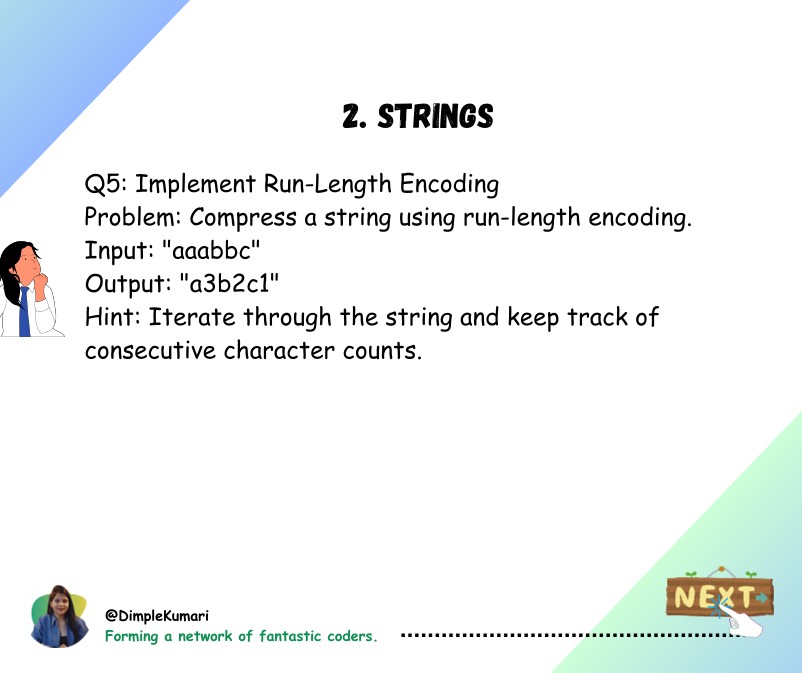 2. STRINGS
Q5: Implement Run-Length Encoding
Problem: Compress a string using run-length encoding.
Input: "aaabbc"
Output: "a3b2c1"
Hint: Iterate through the string and keep track of
consecutive character counts.
NEXT
@DimpleKumari
Forming a network of fantastic coders.